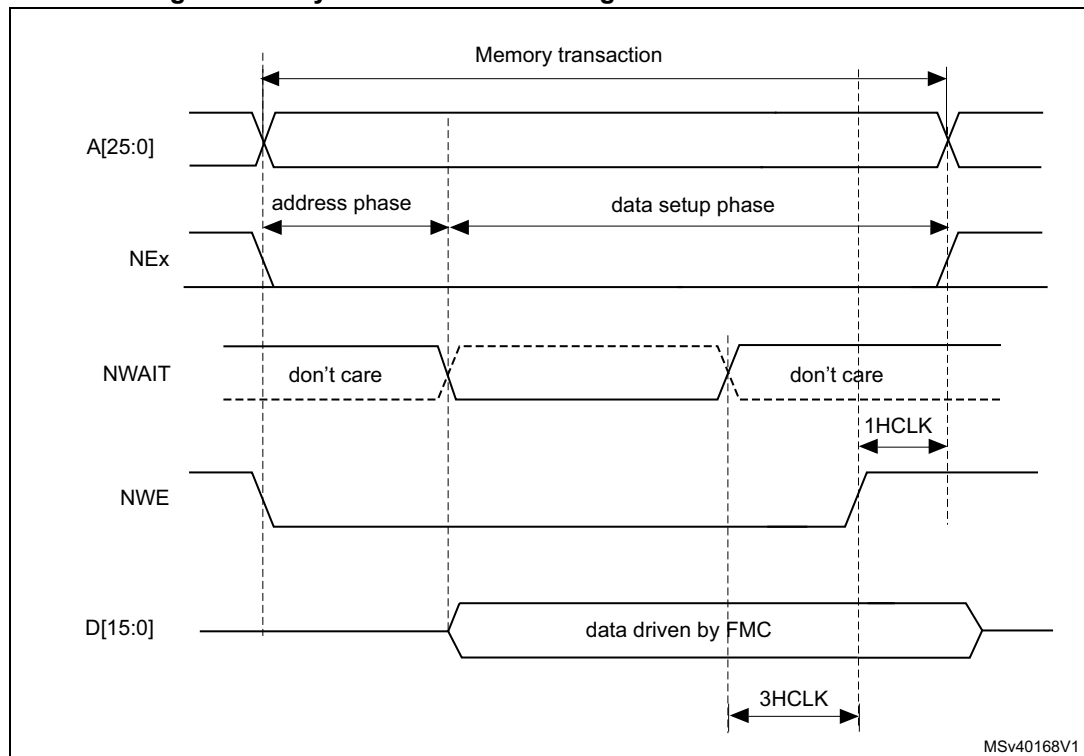 Memory transaction
A[25:0]
address phase
data setup phase
NEx
NWAIT
don't care
don't care
1HCLK
NWE
D[15:0]
data driven by FMC
3HCLK
MSv40168V1